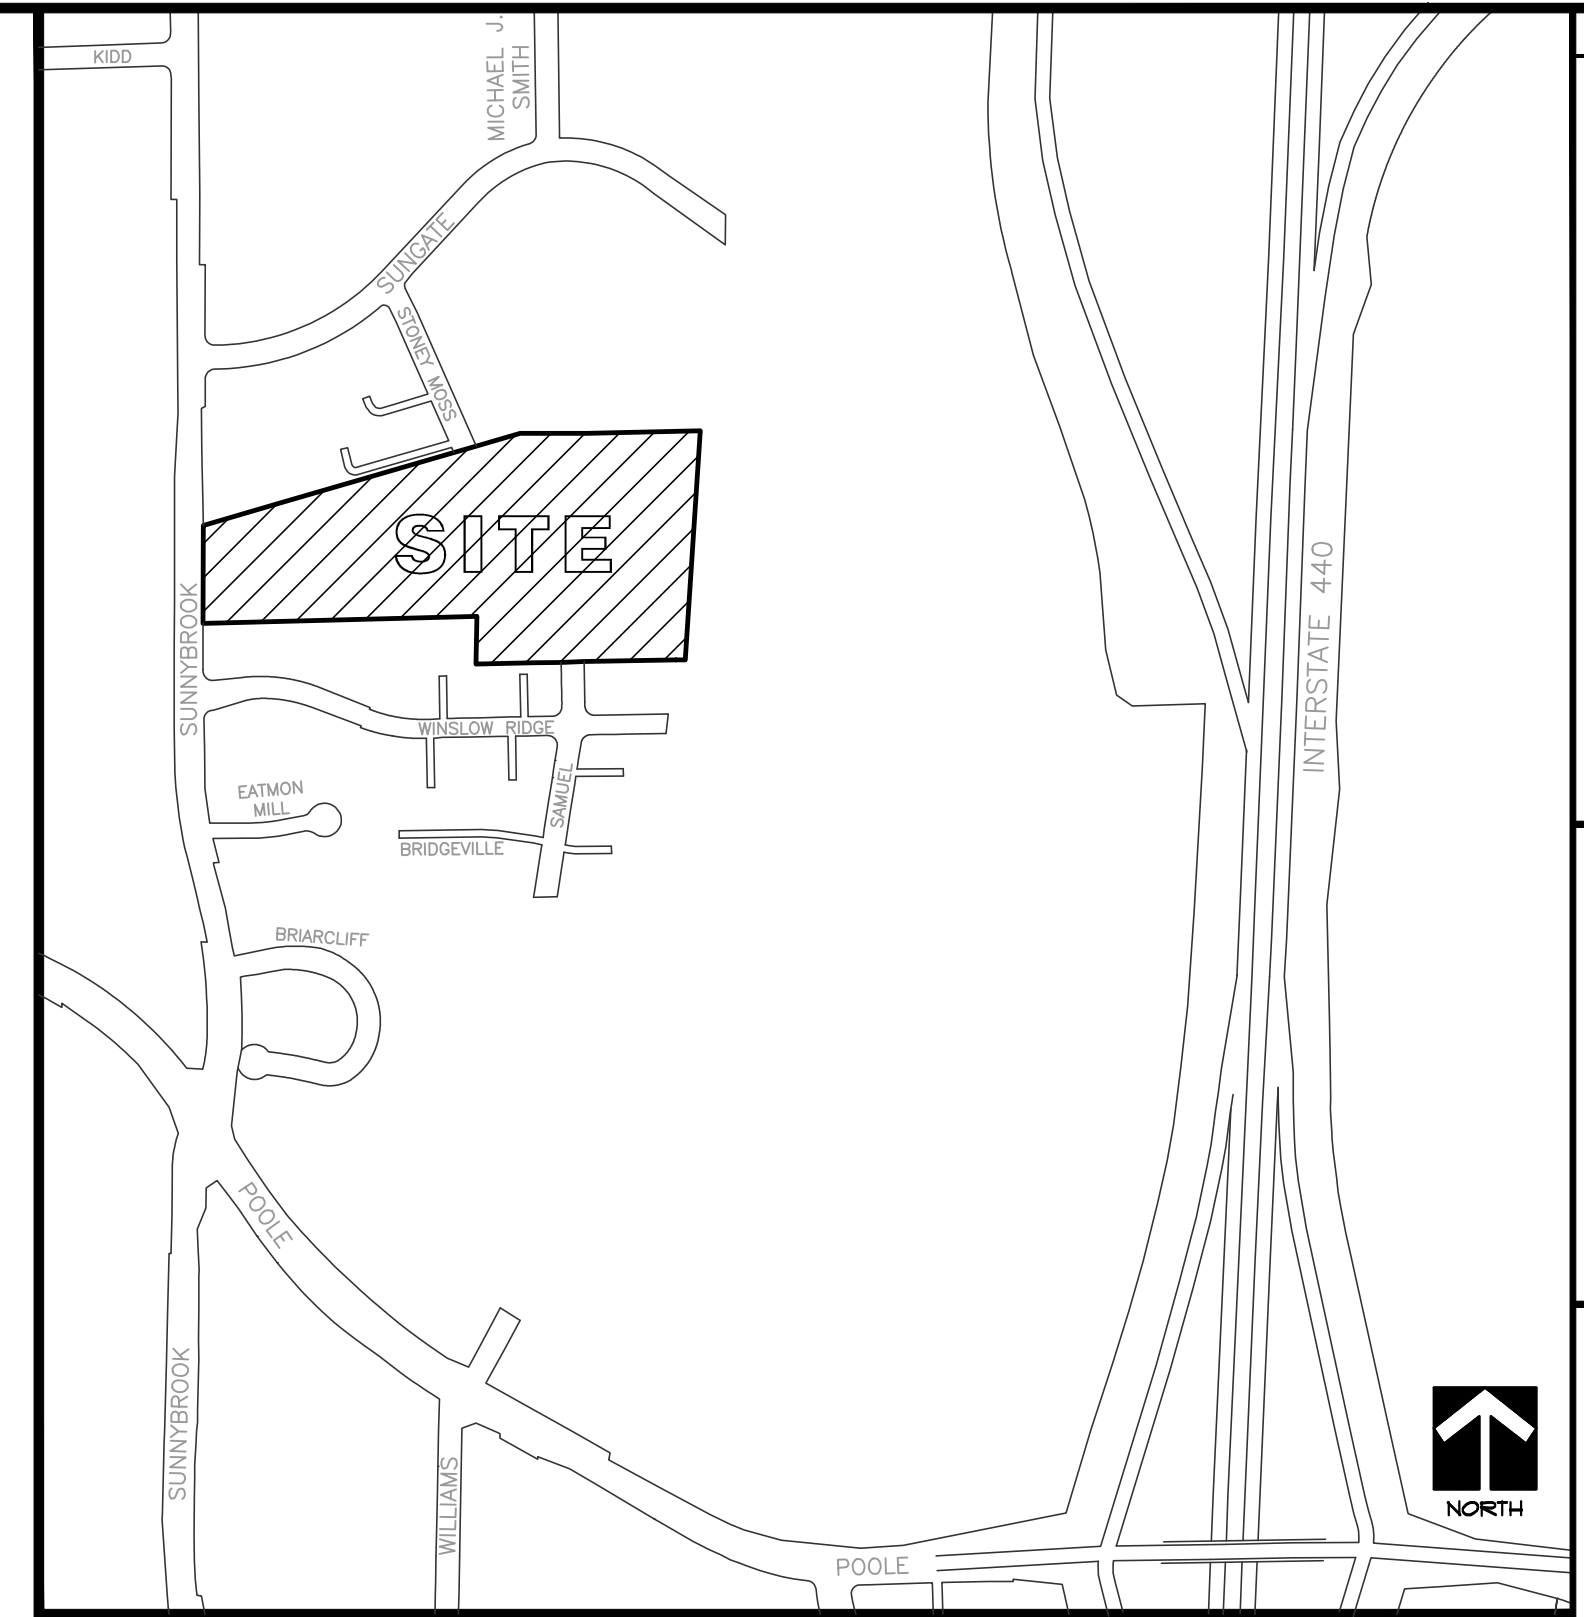 KIDD
MICHAEL J.
SMITH
SUNGATE
STONEY MOSS
SITE
SUNNYBROOK
INTERSTATE 440
WINSLOW RIDGE
EATMON
MILL
SAMUEL
BRIDGEVILLE
BRIARCLIFF
POOLE
SUNNYBROOK
WILLIAMS
NORTH
POOLE